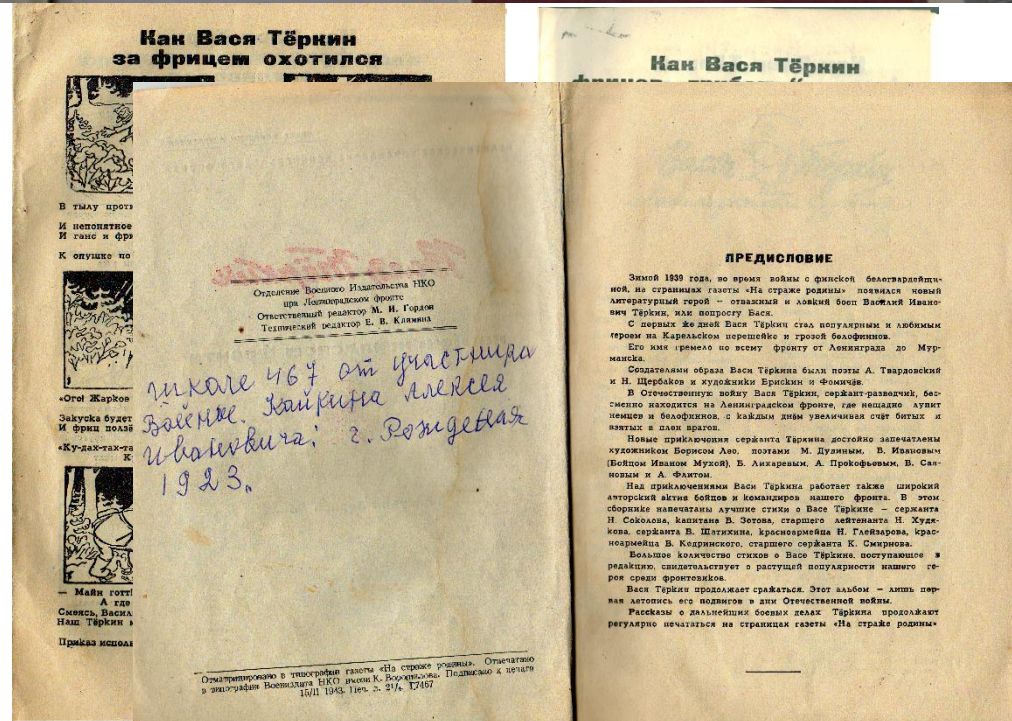 Как Вася Тёркин
за фрицем охотился
В тылу
И непонятное
И ганс и
К опушке по
«Ого! Жарков
Закуска будет
И фриц
«Ку-дах-тах-та
К
— Майн готт!
А где
Смеясь,
Наш Тёркин
Приказ
Как Вася Тёркин
Вася Тёркин
Отделение Военного Издательства НКО
при Ленинградском фронте
Ответственный редактор М. И. Гордон
Технический редактор Е. В. Климина
школе 467 от участника
Войны. Кайкина Алексея
Ивановича; г. Рождения
1923.
Отматрицировано в типографии газеты «На страже родины». Отпечатано
в типографии Воениздата НКО имени К. Ворошилова. Подписано к печати
15/II 1943. Печ. л. 2¼. Г7467
ПРЕДИСЛОВИЕ
Зимой 1939 года, во время войны с финской белогвардейщи-
ной, на страницах газеты «На страже родины» появился новый
литературный герой — отважный и ловкий боец Василий Ивано-
вич Тёркин, или попросту Вася.
С первых же дней Вася Тёркин стал популярным и любимым
героем на Карельском перешейке и грозой белофиннов.
Его имя гремело по всему фронту от Ленинграда до Мур-
манска.
Создателями образа Васи Тёркина были поэты А. Твардовский
и Н. Щербаков и художники Брискин и Фомичёв.
В Отечественную войну Вася Тёркин, сержант-разведчик, бес-
сменно находится на Ленинградском фронте, где нещадно лупит
немцев и белофиннов, с каждым днём увеличивая счёт битых и
взятых в плен врагов.
Новые приключения сержанта Тёркина достойно запечатлены
художником Борисом Лео, поэтами М. Дудиным, В. Ивановым
(Бойцом Иваном Мухой), Б. Лихаревым, А. Прокофьевым, В. Сая-
новым и А. Флитом.
Над приключениями Васи Тёркина работает также широкий
авторский актив бойцов и командиров нашего фронта. В этом
сборнике напечатаны лучшие стихи о Васе Тёркине — сержанта
Н. Соколова, капитана В. Зотова, старшего лейтенанта Н. Худя-
кова, сержанта В. Шатихина, красноармейца Н. Глейзарова, крас-
ноармейца В. Кедринского, старшего сержанта К. Смирнова.
Большое количество стихов о Васе Тёркине, поступающее в
редакцию, свидетельствует о растущей популярности нашего ге-
роя среди фронтовиков.
Вася Тёркин продолжает сражаться. Этот альбом — лишь пер-
вая летопись его подвигов в дни Отечественной войны.
Рассказы о дальнейших боевых делах Тёркина продолжают
регулярно печататься на страницах газеты «На страже родины»